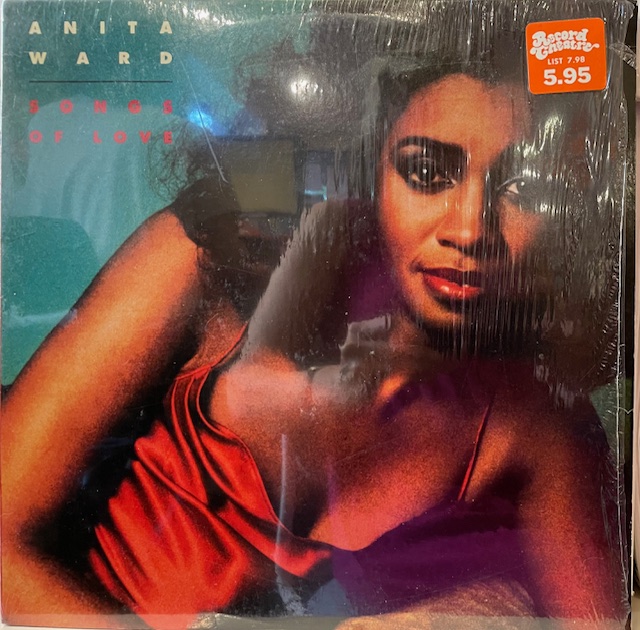 ANITA
WARD
SONGS
OF LOVE
Record
Theatre
LIST 7.98
5.95